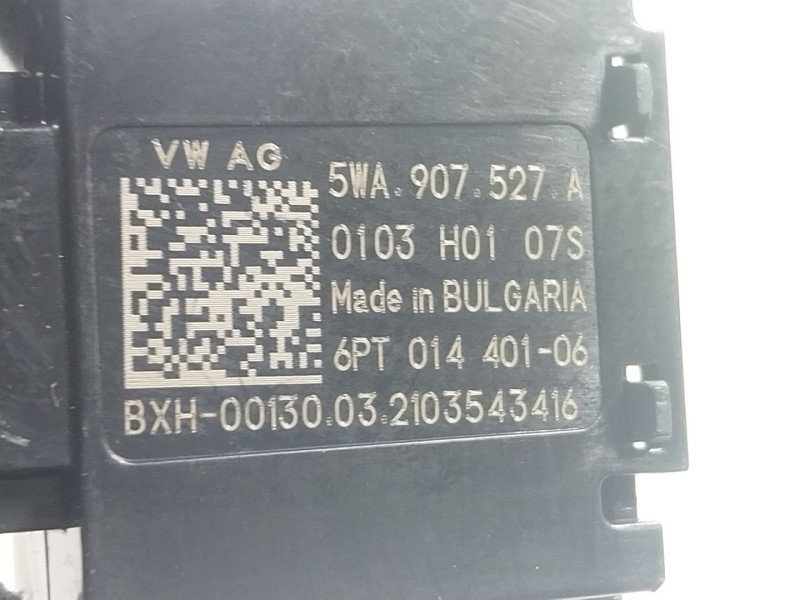 VW AG
5WA.907.527.A
0103 H01 07S
Made in BULGARIA
6PT 014 401-06
BXH-00130.03.2103543416